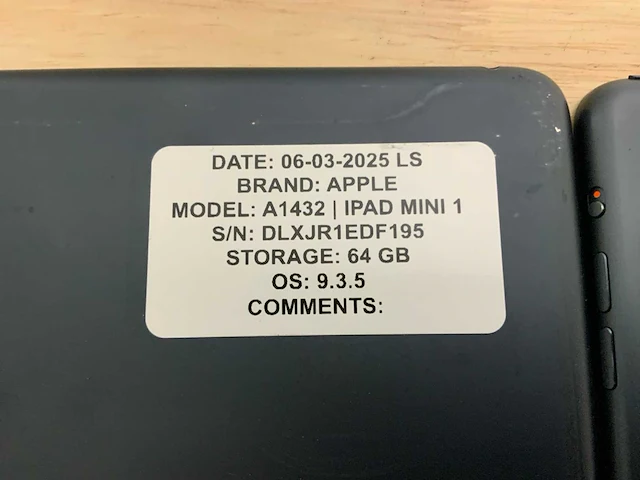 DATE: 06-03-2025 LS
BRAND: APPLE
MODEL: A1432 | IPAD MINI 1
S/N: DLXJR1EDF195
STORAGE: 64 GB
OS: 9.3.5
COMMENTS: